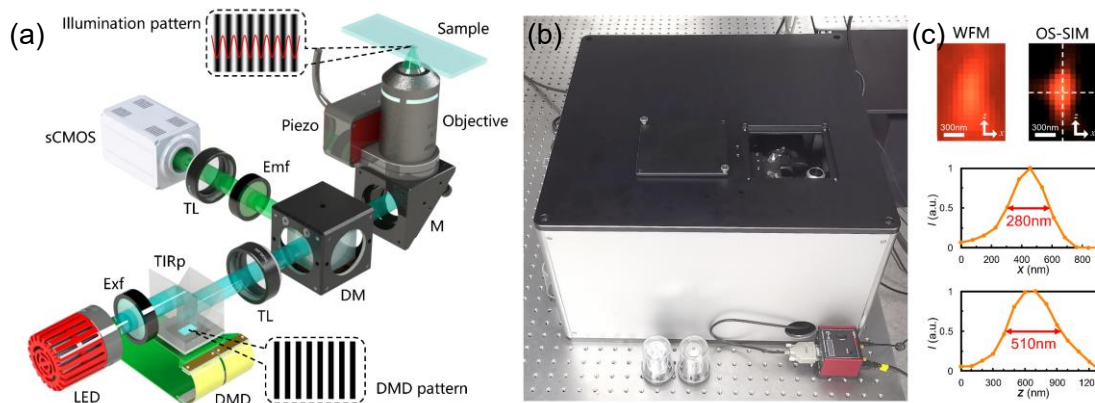 (a)
Illumination pattern
Sample
Piezo
Objective
sCMOS
TL
Emf
M
DM
TIRp
Exf
TL
LED
DMD
DMD pattern
(b)
(c)
WFM
OS-SIM
300nm
z
x
300nm
z
x
1
0.5
0
I (a.u.)
280nm
0 200 400 600 800
x (nm)
1
0.5
0
I (a.u.)
510nm
0 300 600 900
z (nm)